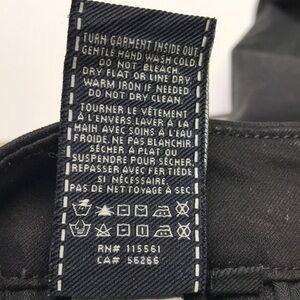 TURN GARMENT INSIDE OUT
GENTLE HAND WASH COLD
DO NOT BLEACH.
DRY FLAT OR LINE DRY.
WARM IRON IF NEEDED
DO NOT DRY CLEAN.
TOURNER LE VÊTEMENT
À L'ENVERS.LAVER À LA
MAIN AVEC SOINS À L'EAU
FROIDE. NE PAS BLANCHIR.
SÉCHER À PLAT OU
SUSPENDRE POUR SÉCHER.
REPASSER AVEC FER TIÈDE
SI NÉCESSAIRE.
PAS DE NETTOYAGE À SEC.
RN# 115561
CA# 56266